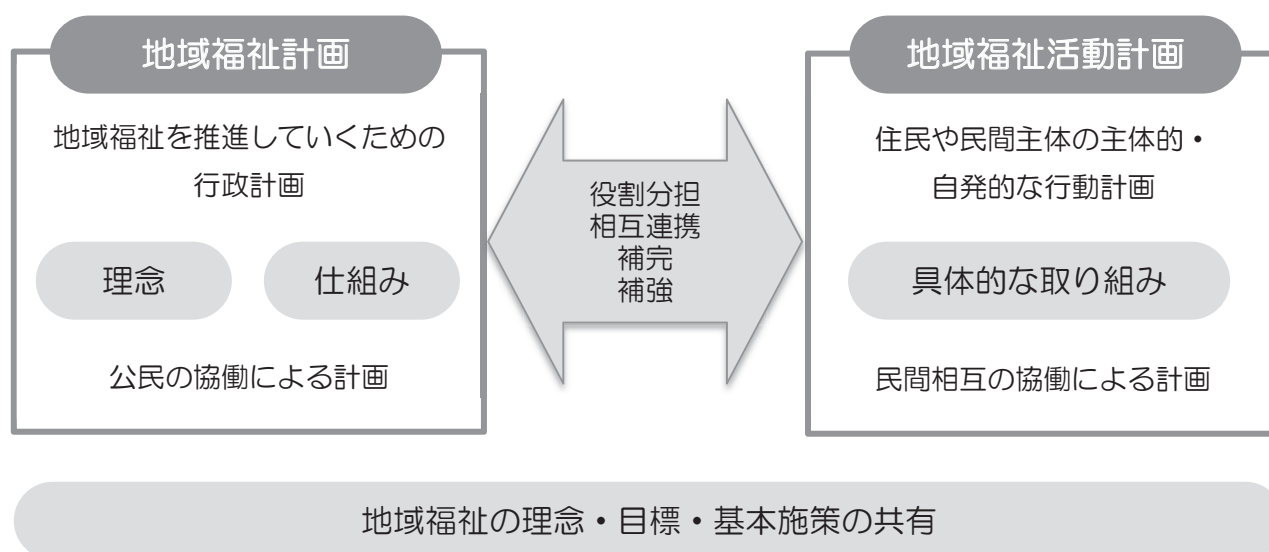 地域福祉計画
地域福祉を推進していくための
行政計画
理念
仕組み
公民の協働による計画
役割分担
相互連携
補完
補強
地域福祉活動計画
住民や民間主体の主体的・
自発的な行動計画
具体的な取り組み
民間相互の協働による計画
地域福祉の理念・目標・基本施策の共有